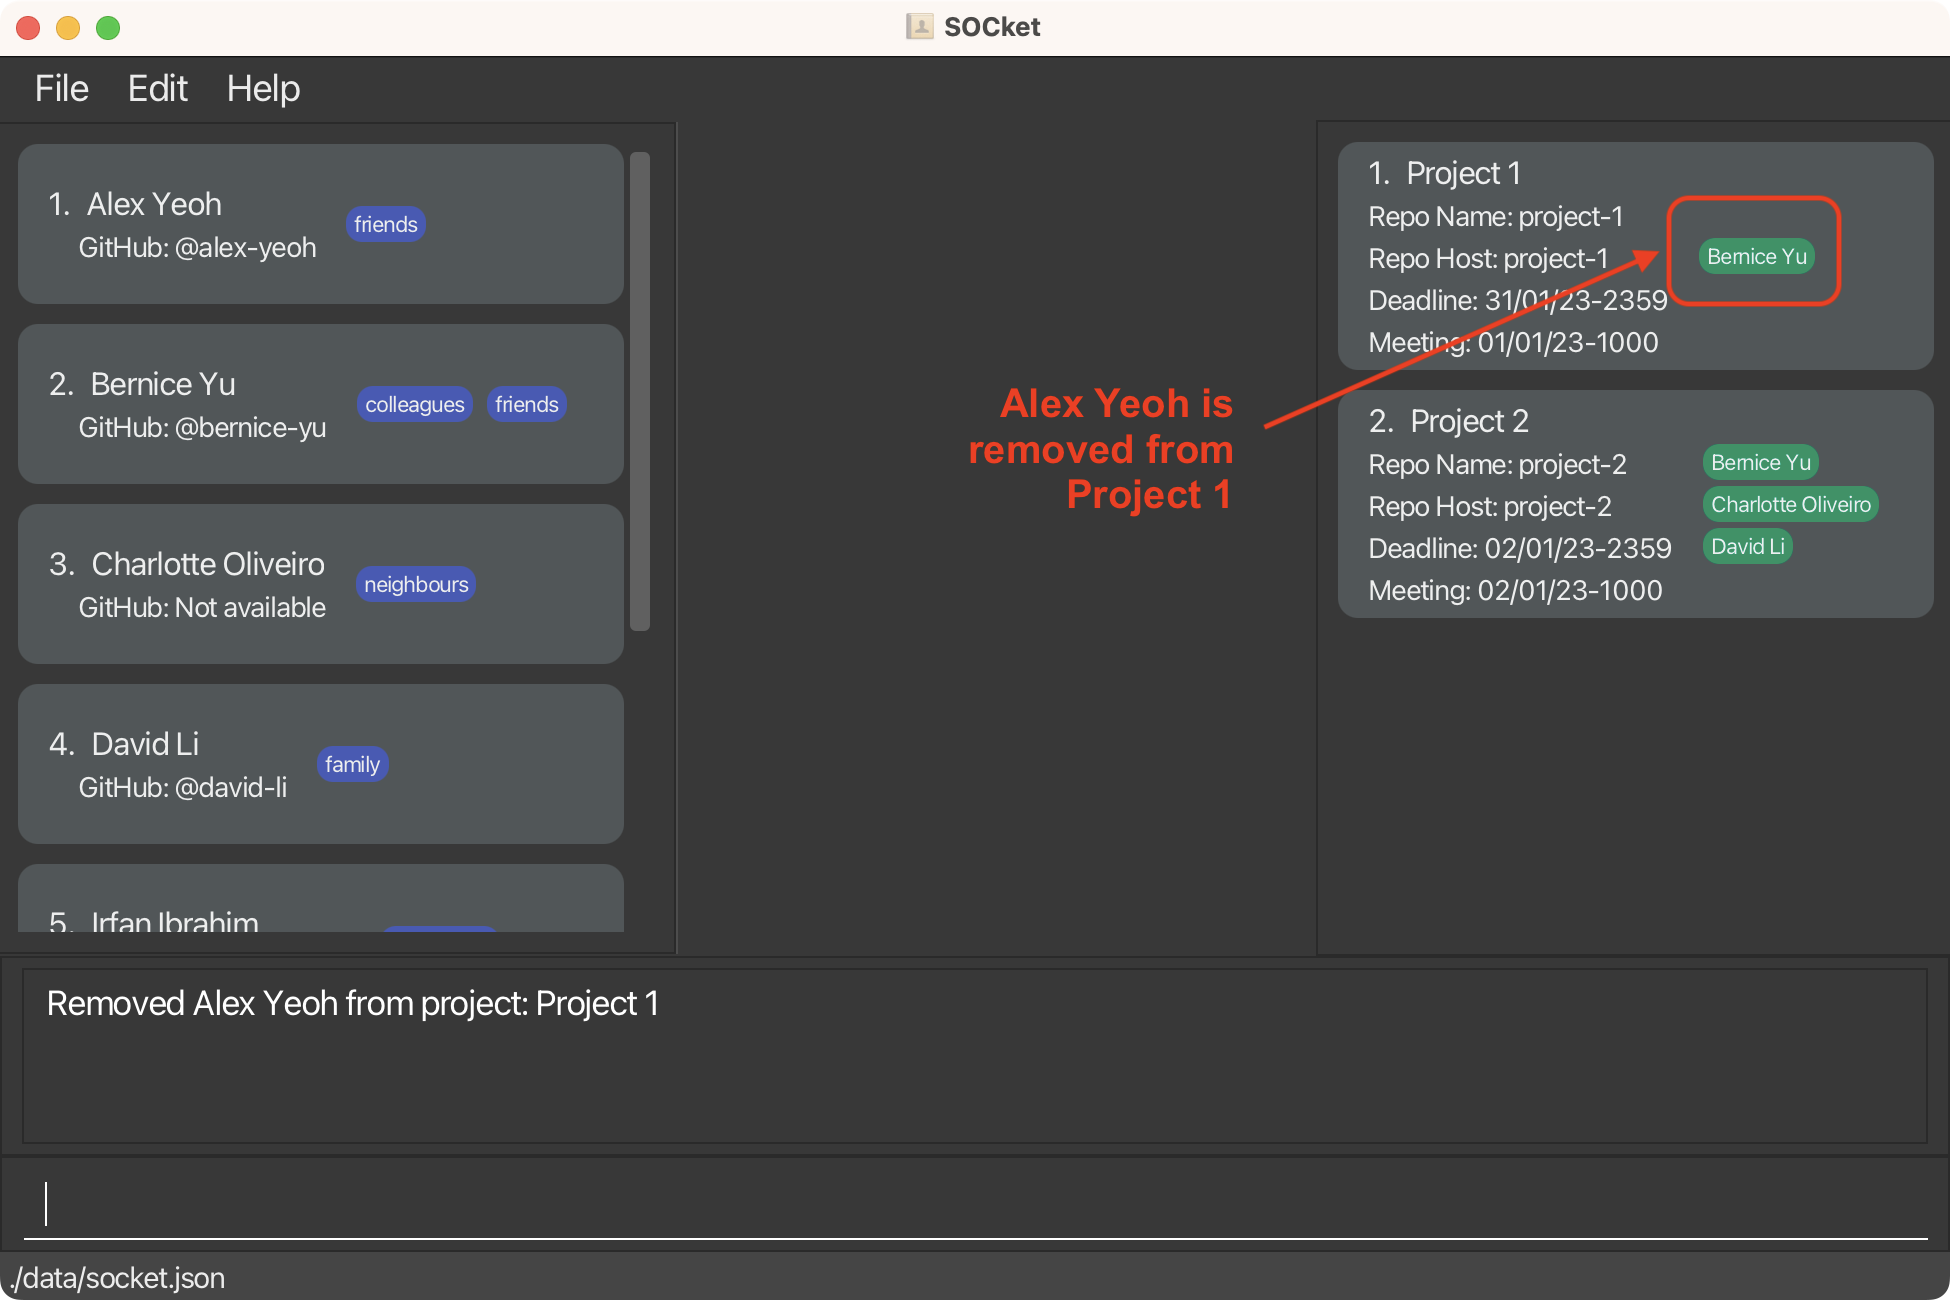 SOCket
File Edit Help
1. Alex Yeoh
GitHub: @alex-yeoh
friends
2. Bernice Yu
GitHub: @bernice-yu
colleagues friends
3. Charlotte Oliveiro
GitHub: Not available
neighbours
4. David Li
GitHub: @david-li
family
5. Irfan Ibrahim
Alex Yeoh is
removed from
Project 1
1. Project 1
Repo Name: project-1
Repo Host: project-1
Deadline: 31/01/23-2359
Meeting: 01/01/23-1000
Bernice Yu
2. Project 2
Repo Name: project-2
Repo Host: project-2
Deadline: 02/01/23-2359
Meeting: 02/01/23-1000
Bernice Yu
Charlotte Oliveiro
David Li
Removed Alex Yeoh from project: Project 1
./data/socket.json